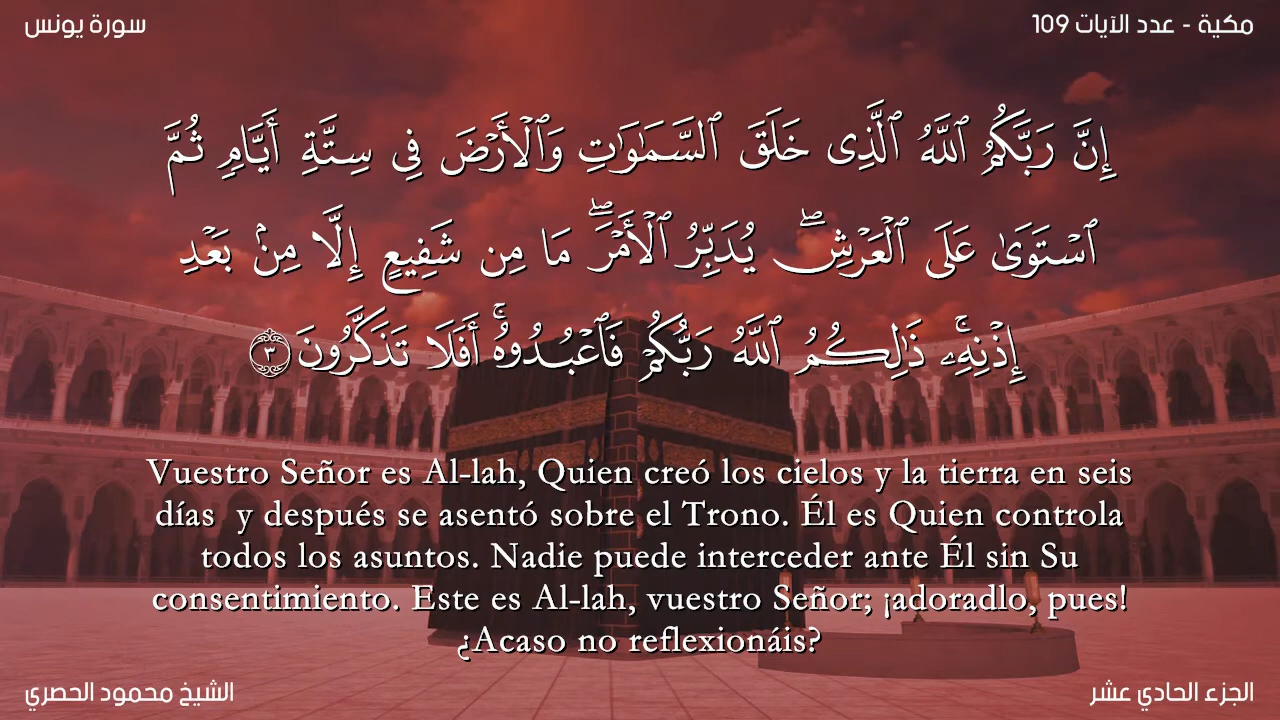 سورة يونس
مكية - عدد الآيات 109
إِنَّ رَبَّكُمُ ٱللَّهُ ٱلَّذِى خَلَقَ ٱلسَّمَـٰوَٰتِ وَٱلْأَرْضَ فِى سِتَّةِ أَيَّامٍ ثُمَّ
ٱسْتَوَىٰ عَلَى ٱلْعَرْشِ ۖ يُدَبِّرُ ٱلْأَمْرَ ۖ مَا مِن شَفِيعٍ إِلَّا مِنۢ بَعْدِ
إِذْنِهِۦ ۚ ذَٰلِكُمُ ٱللَّهُ رَبُّكُمْ فَٱعْبُدُوهُ ۚ أَفَلَا تَذَكَّرُونَ ٣
Vuestro Señor es Al-lah, Quien creó los cielos y la tierra en seis
días  y después se asentó sobre el Trono. Él es Quien controla
todos los asuntos. Nadie puede interceder ante Él sin Su
consentimiento. Este es Al-lah, vuestro Señor; ¡adoradlo, pues!
¿Acaso no reflexionáis?
الشيخ محمود الحصري
الجزء الحادي عشر